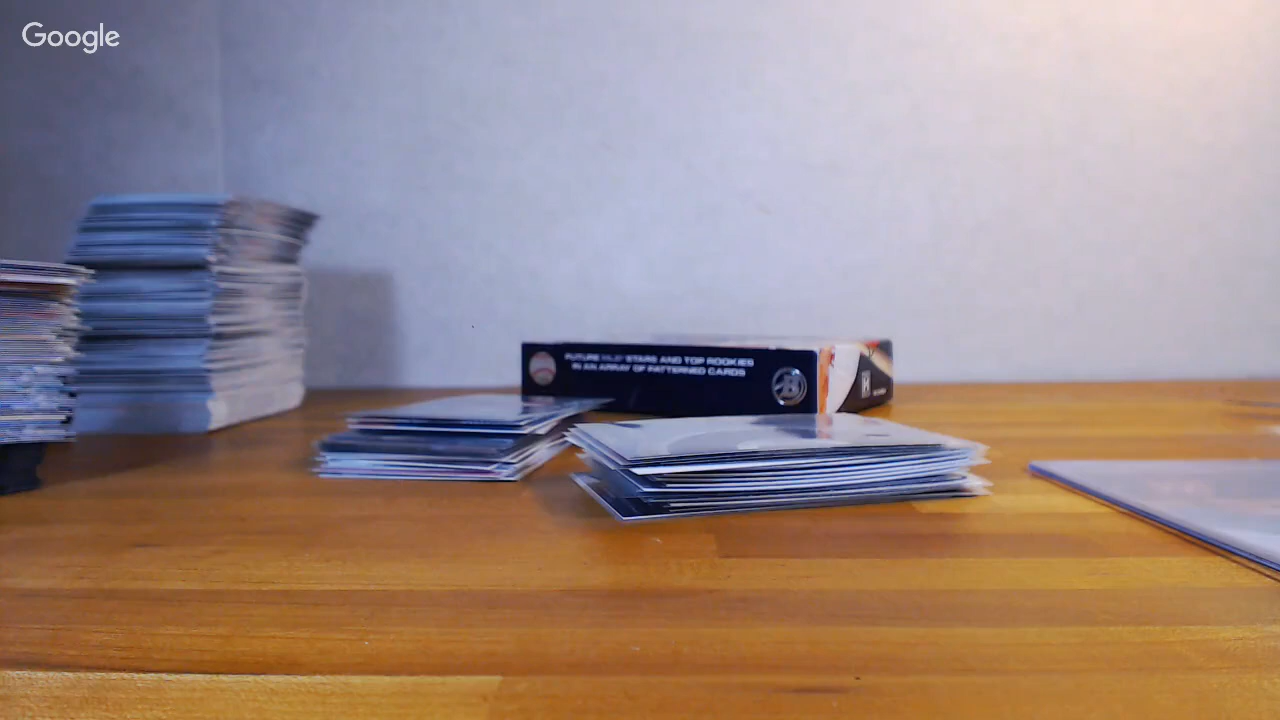 Google
FUTURE MLB STARS AND TOP ROOKIES
IN AN ARRAY OF PATTERNED CARDS
B